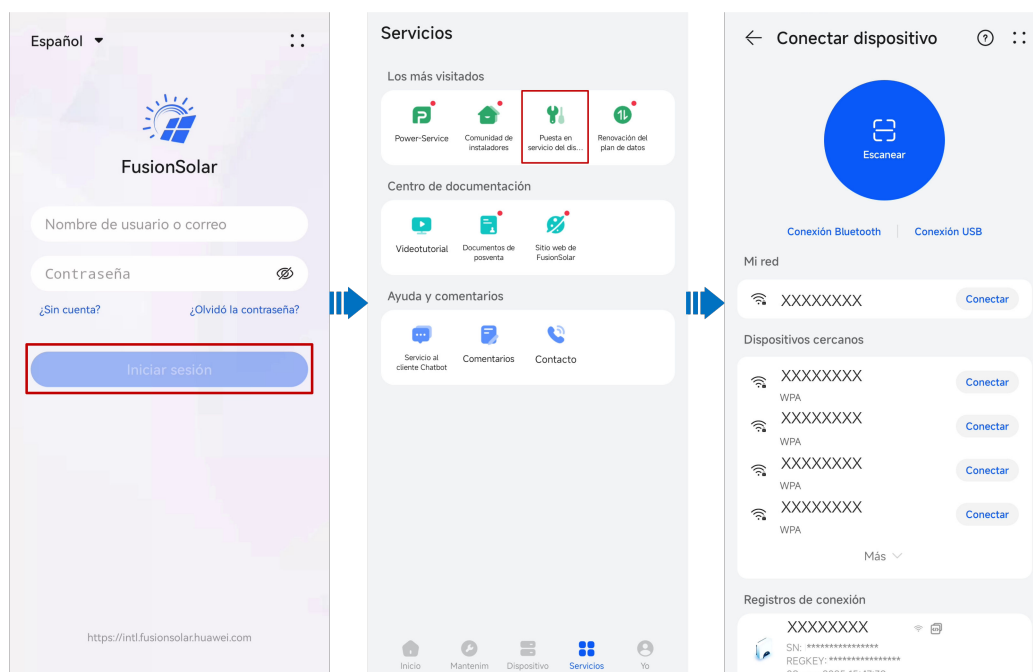 Español
FusionSolar
Nombre de usuario o correo
Contraseña
¿Sin cuenta? ¿Olvidó la contraseña?
Iniciar sesión
https://intl.fusionsolar.huawei.com
Servicios
Los más visitados
Power-Service
Comunidad de
instaladores
Puesta en
servicio del dis...
Renovación del
plan de datos
Centro de documentación
Videotutorial
Documentos de
posventa
Sitio web de
FusionSolar
Ayuda y comentarios
Servicio al
cliente Chatbot
Comentarios
Contacto
Inicio Mantenim Dispositivo Servicios Yo
Conectar dispositivo
Escanear
Conexión Bluetooth Conexión USB
Mi red
XXXXXXXX Conectar
Dispositivos cercanos
XXXXXXXX Conectar
WPA
XXXXXXXX Conectar
WPA
XXXXXXXX Conectar
WPA
XXXXXXXX Conectar
WPA
Más
Registros de conexión
XXXXXXXX
SN: ****************
REGKEY: ****************